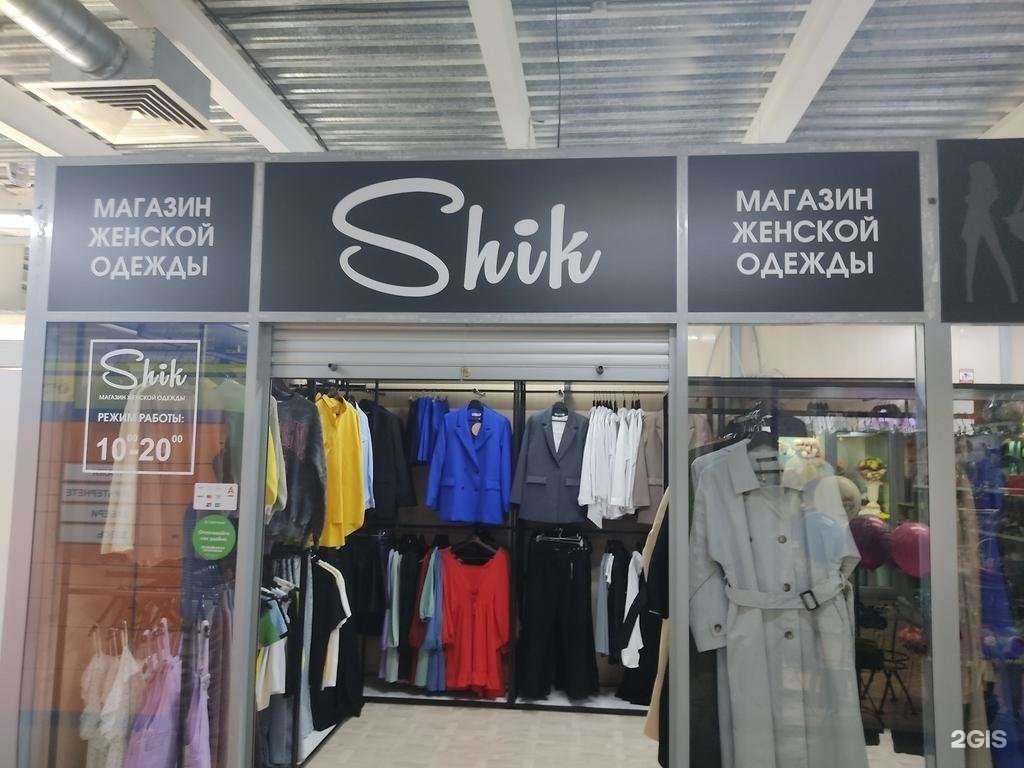 МАГАЗИН
ЖЕНСКОЙ
ОДЕЖДЫ
Shik
МАГАЗИН
ЖЕНСКОЙ
ОДЕЖДЫ
Shik
МАГАЗИН ЖЕНСКОЙ ОДЕЖДЫ
РЕЖИМ РАБОТЫ:
10⁰⁰-20⁰⁰
2GIS